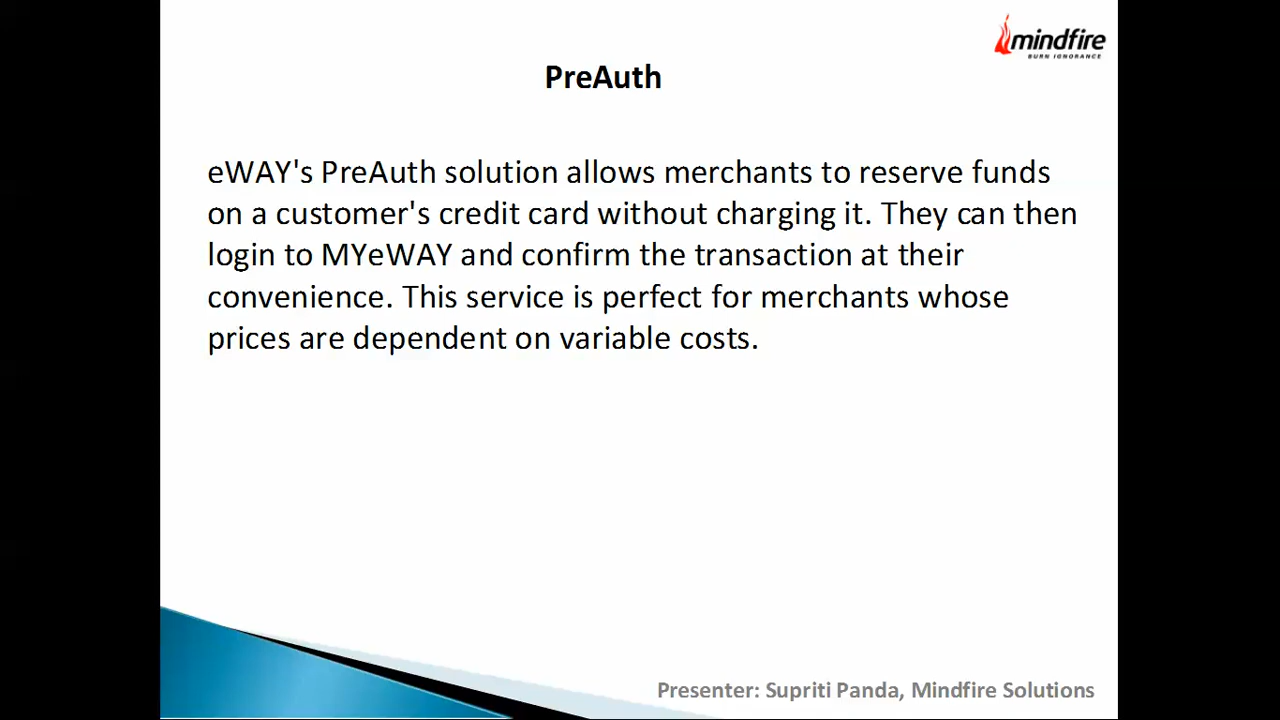 mindfire
BURN IGNORANCE
PreAuth
eWAY's PreAuth solution allows merchants to reserve funds
on a customer's credit card without charging it. They can then
login to MYeWAY and confirm the transaction at their
convenience. This service is perfect for merchants whose
prices are dependent on variable costs.
Presenter: Supriti Panda, Mindfire Solutions